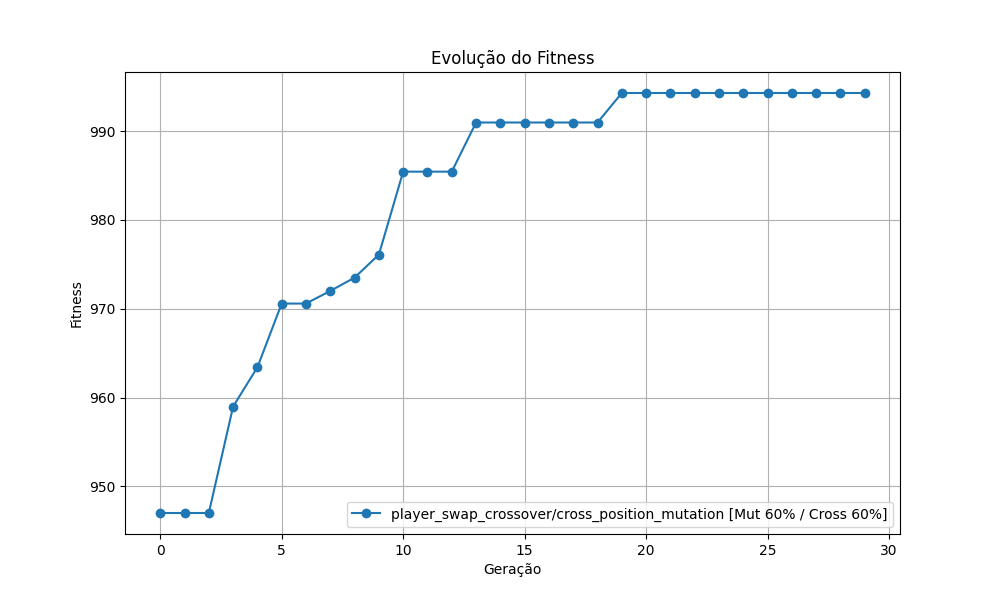 Evolução do Fitness
Fitness
990
980
970
960
950
player_swap_crossover/cross_position_mutation [Mut 60% / Cross 60%]
0 5 10 15 20 25 30
Geração